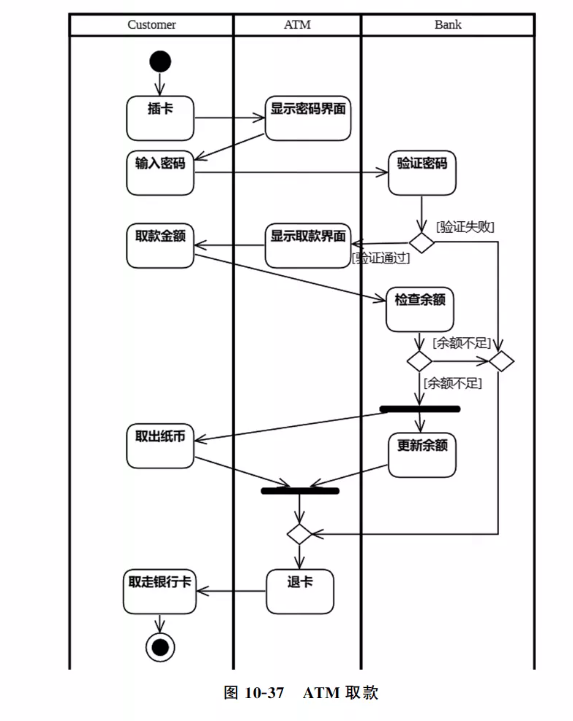 Customer ATM Bank
插卡 显示密码界面
输入密码 验证密码
[验证失败]
取款金额 显示取款界面
[验证通过]
检查余额
[余额不足]
[余额不足]
取出纸币 更新余额
取走银行卡 退卡
图 10-37 ATM 取款